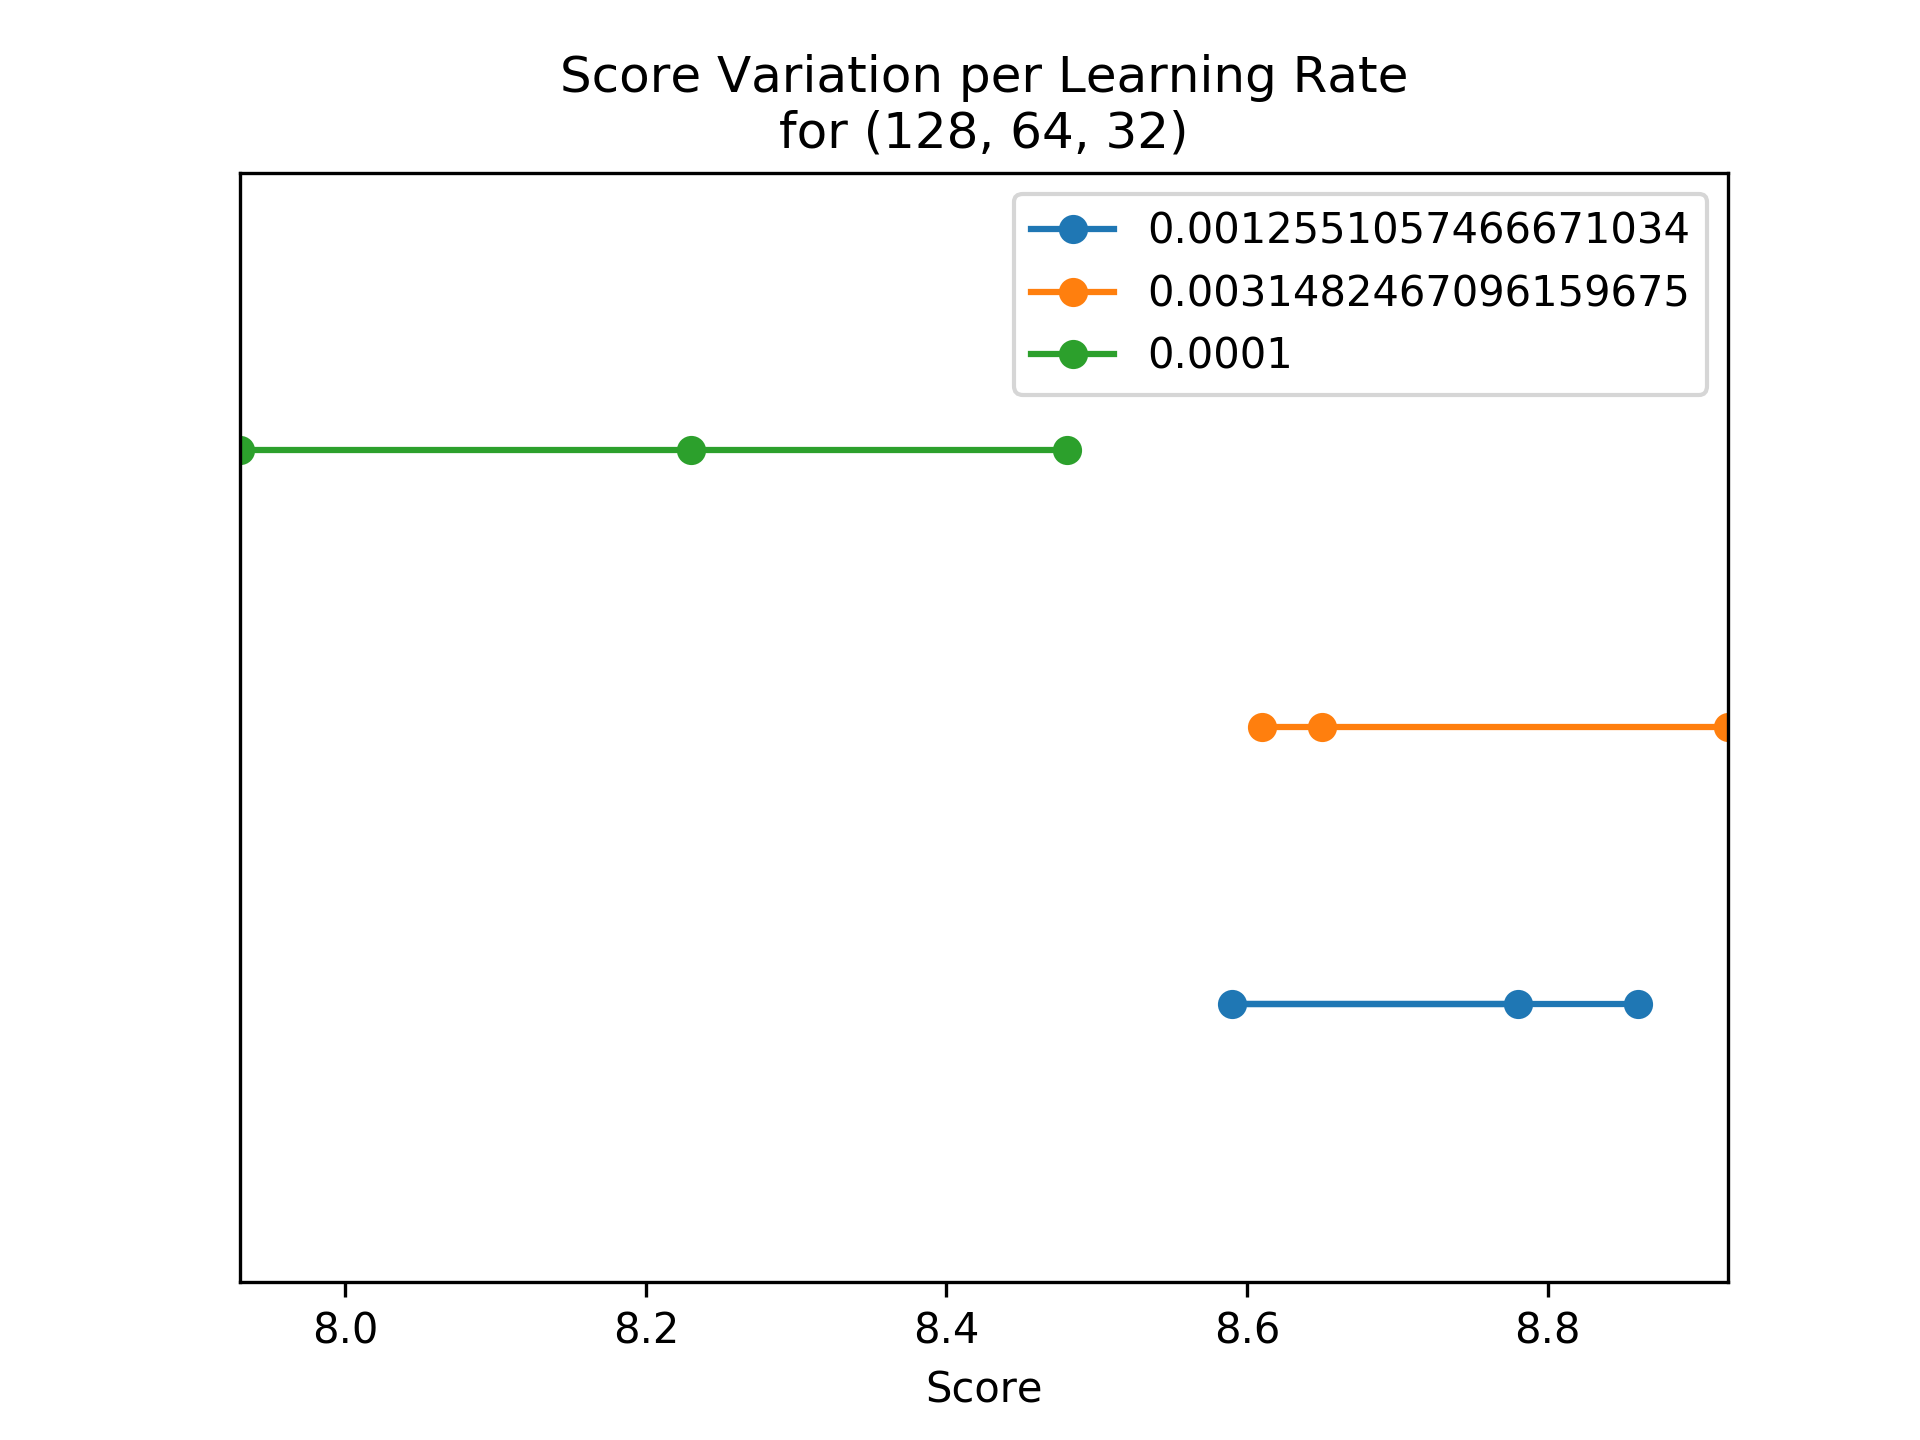 Score Variation per Learning Rate
for (128, 64, 32)
0.0012551057466671034
0.0031482467096159675
0.0001
8.0 8.2 8.4 8.6 8.8
Score